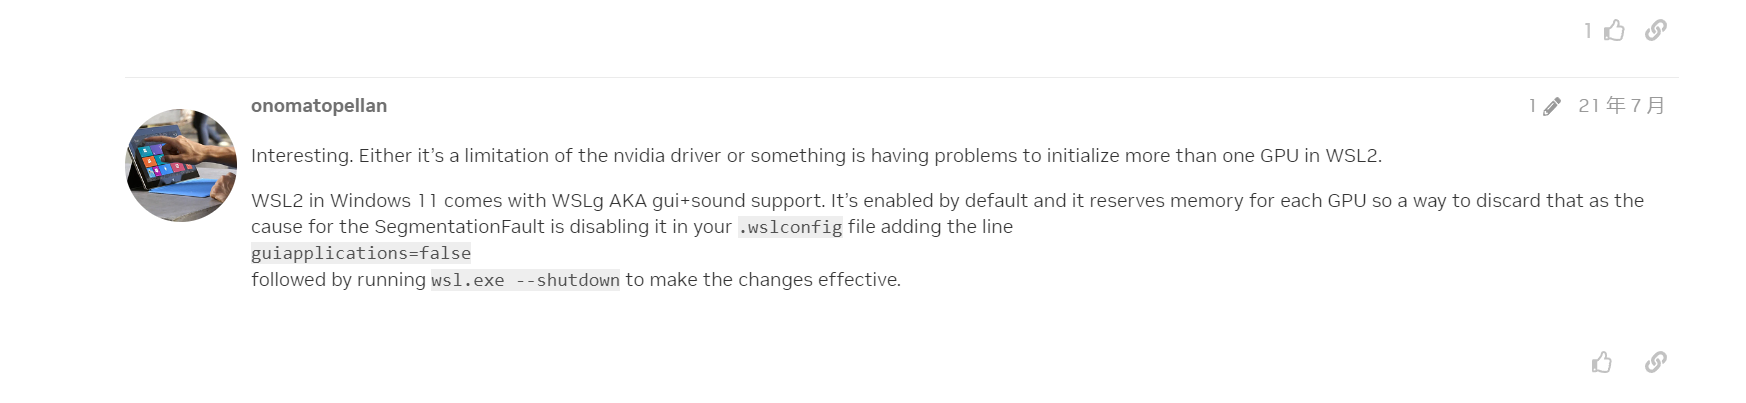 1
onomatopellan
1 21 年 7 月
Interesting. Either it’s a limitation of the nvidia driver or something is having problems to initialize more than one GPU in WSL2.
WSL2 in Windows 11 comes with WSLg AKA gui+sound support. It’s enabled by default and it reserves memory for each GPU so a way to discard that as the
cause for the SegmentationFault is disabling it in your .wslconfig file adding the line
guiapplications=false
followed by running wsl.exe --shutdown to make the changes effective.